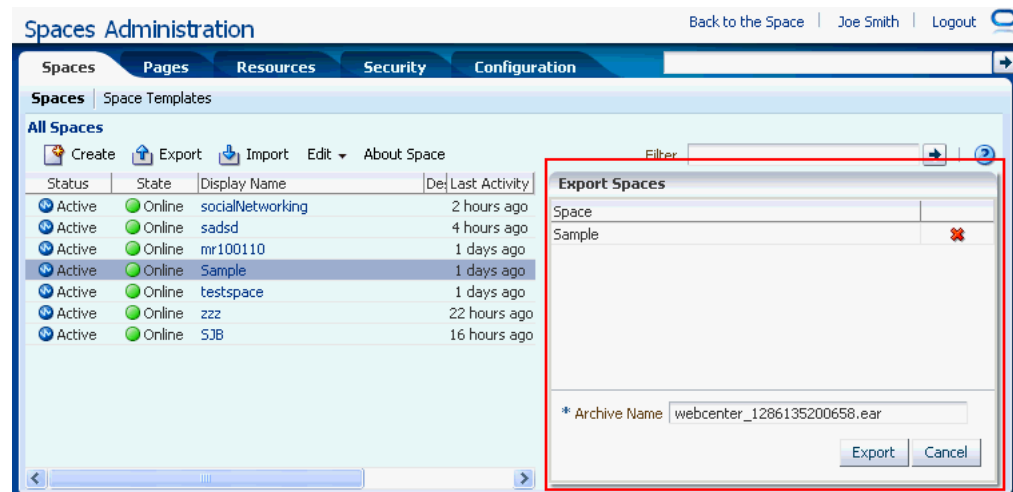 Spaces Administration
Back to the Space | Joe Smith | Logout
Spaces Pages Resources Security Configuration
Spaces | Space Templates
All Spaces
Create Export Import Edit About Space Filter
Status State Display Name De Last Activity
Active Online socialNetworking 2 hours ago
Active Online sadsd 4 hours ago
Active Online mr100110 1 days ago
Active Online Sample 1 days ago
Active Online testspace 1 days ago
Active Online zzz 22 hours ago
Active Online SJB 16 hours ago
Export Spaces
Space
Sample
* Archive Name webcenter_1286135200658.ear
Export Cancel